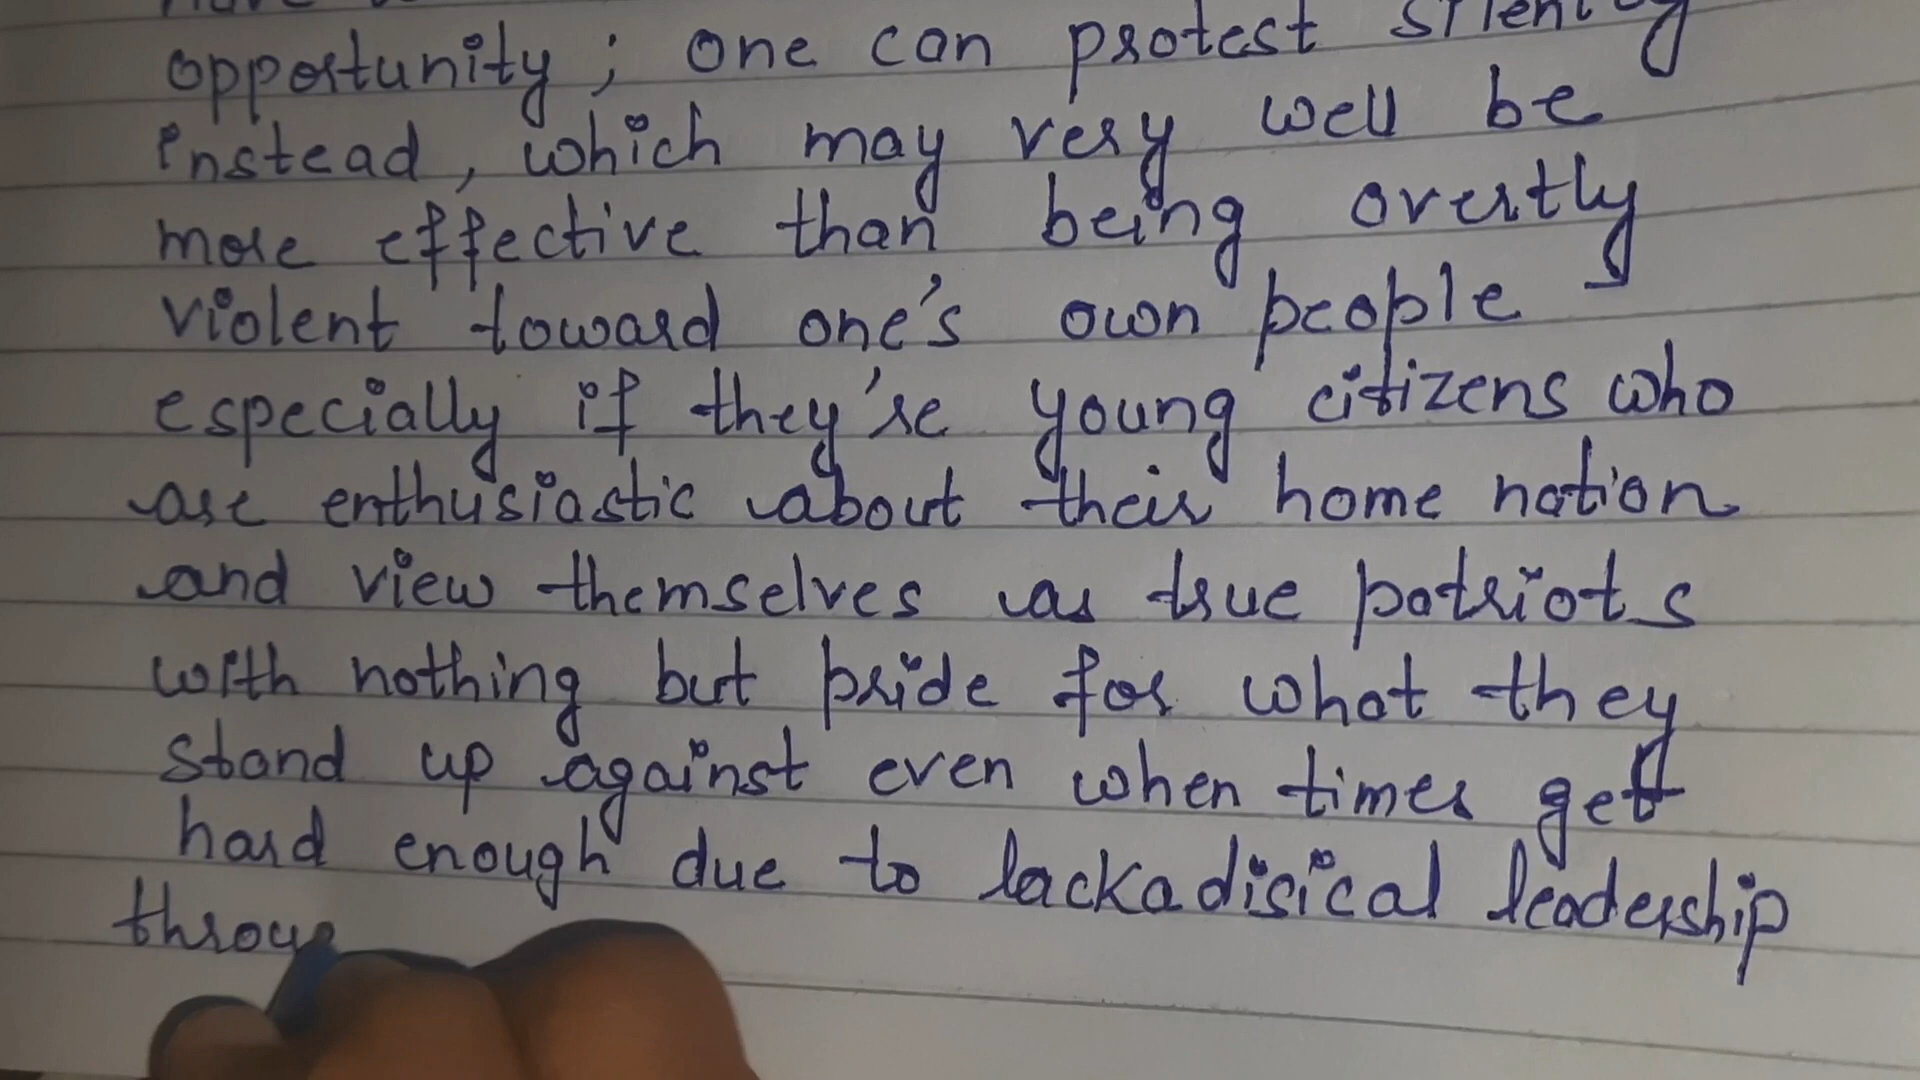 opportunity; one can protest silently
instead, which may very well be
more effective than being overtly
violent toward one's own people
especially if they're young citizens who
are enthusiastic about their home nation
and view themselves as true patriots
with nothing but pride for what they
stand up against even when times get
hard enough due to lackadisical leadership